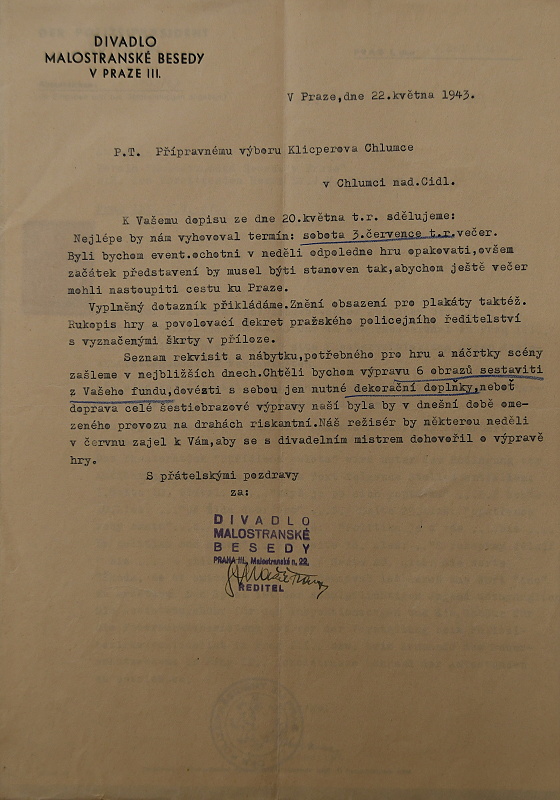 DIVADLO
MALOSTRANSKÉ BESEDY
V PRAZE III.
V Praze,dne 22.května 1943.
P.T. Přípravnému výboru Klicperova Chlumce
v Chlumci nad.Cidl.
K Vašemu dopisu ze dne 20.května t.r. sdělujeme:
Nejlépe by nám vyhovoval termín: sobota 3.července t.r.večer.
Byli bychom event.ochotni v neděli odpoledne hru opakovati,ovšem
začátek představení by musel býti stanoven tak,abychom ještě večer
mohli nastoupiti cestu ku Praze.
Vyplněný dotazník přikládáme.Znění obsazení pro plakáty taktéž.
Rukopis hry a povolovací dekret pražského policejního ředitelství
s vyznačenými škrty v příloze.
Seznam rekvisit a nábytku,potřebného pro hru a náčrtky scény
zašleme v nejbližších dnech.Chtěli bychom výpravu 6 obrazů sestaviti
z Vašeho fundu,dovézti s sebou jen nutné dekorační doplňky,neboť
doprava celé šestiobrazové výpravy naší byla by v dnešní době ome-
zeného provozu na drahách riskantní.Náš režisér by některou neděli
v červnu zajel k Vám,aby se s divadelním mistrem dohovořil o výpravě
hry.
S přátelskými pozdravy
za:
DIVADLO
MALOSTRANSKÉ
BESEDY
PRAHA III., Malostranské n. 22.
ŘEDITEL